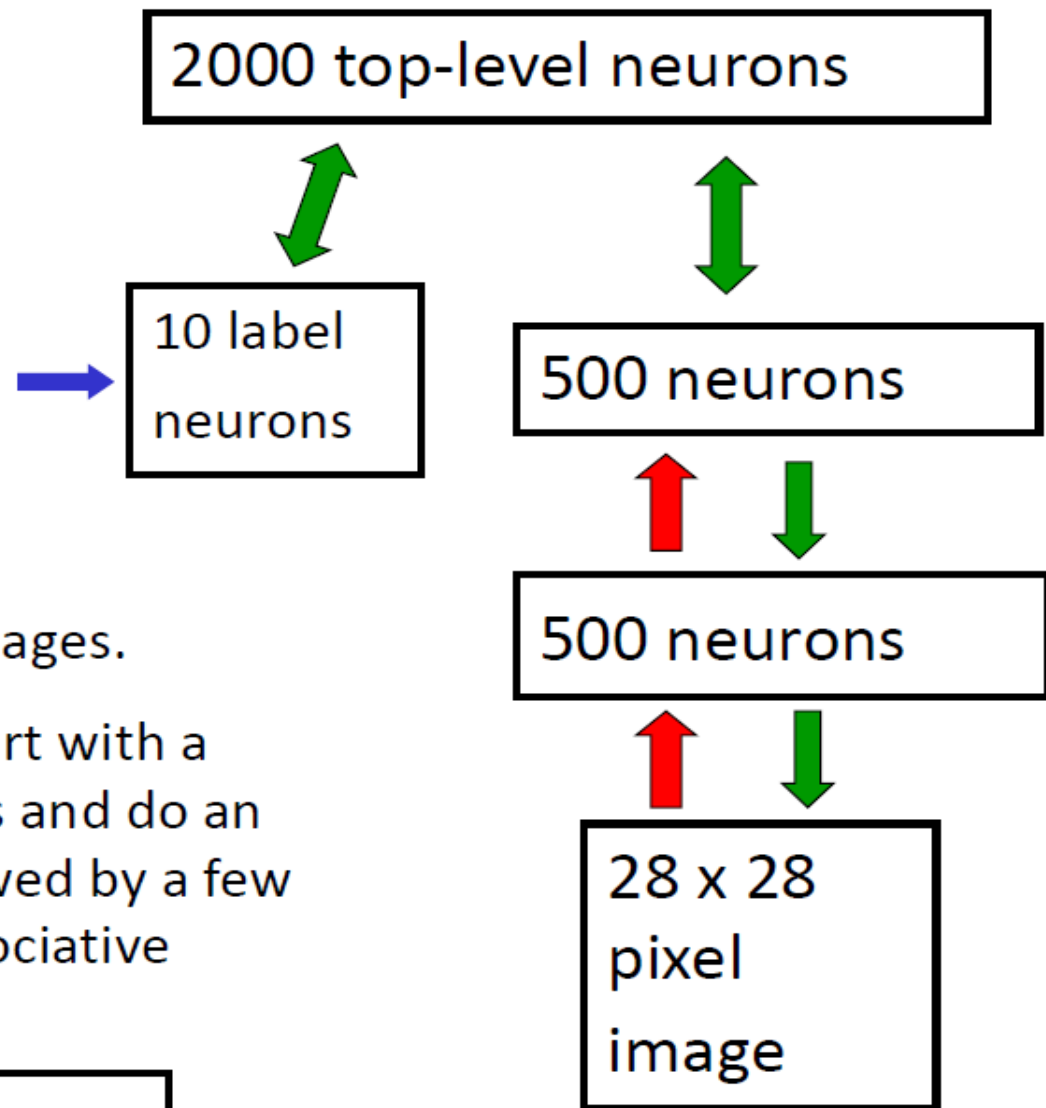 2000 top-level neurons
10 label
neurons
500 neurons
500 neurons
ages.
rt with a
s and do an
ved by a few
ociative
28 x 28
pixel
image